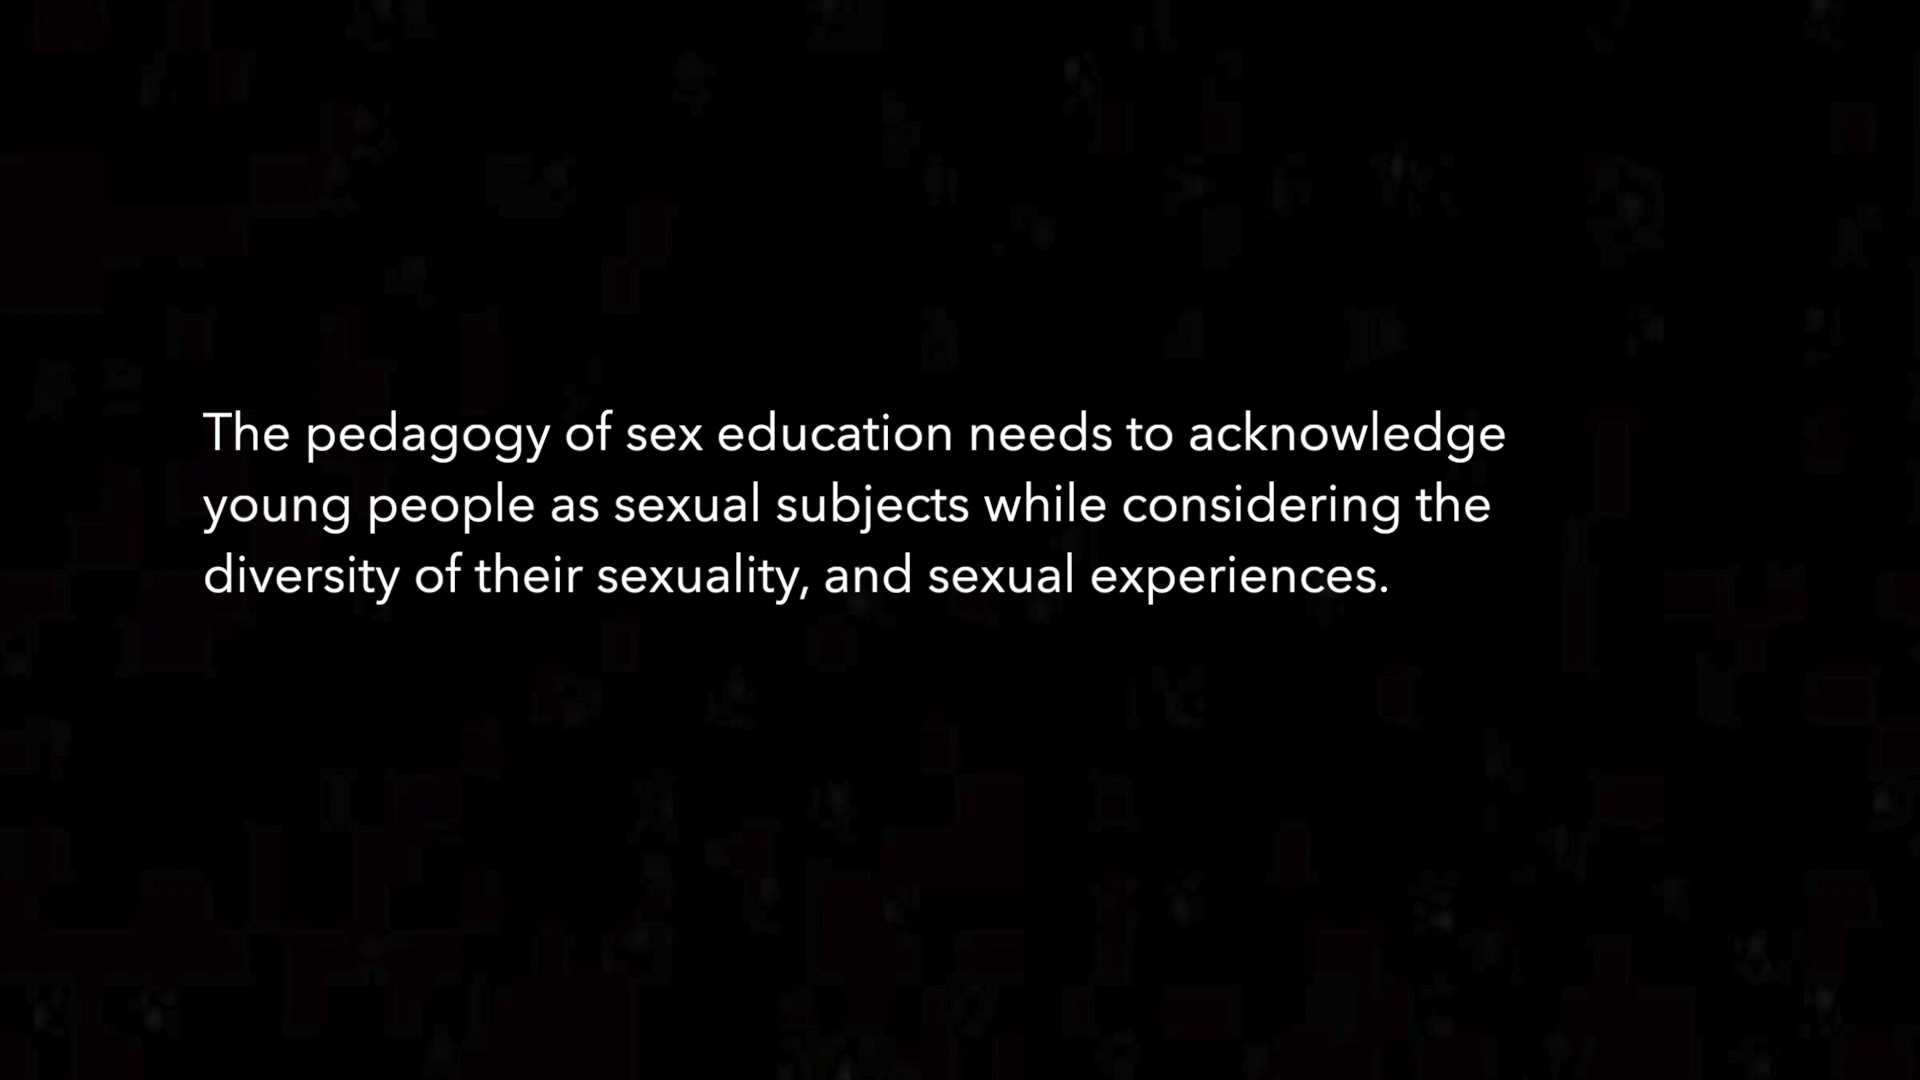 The pedagogy of sex education needs to acknowledge
young people as sexual subjects while considering the
diversity of their sexuality, and sexual experiences.